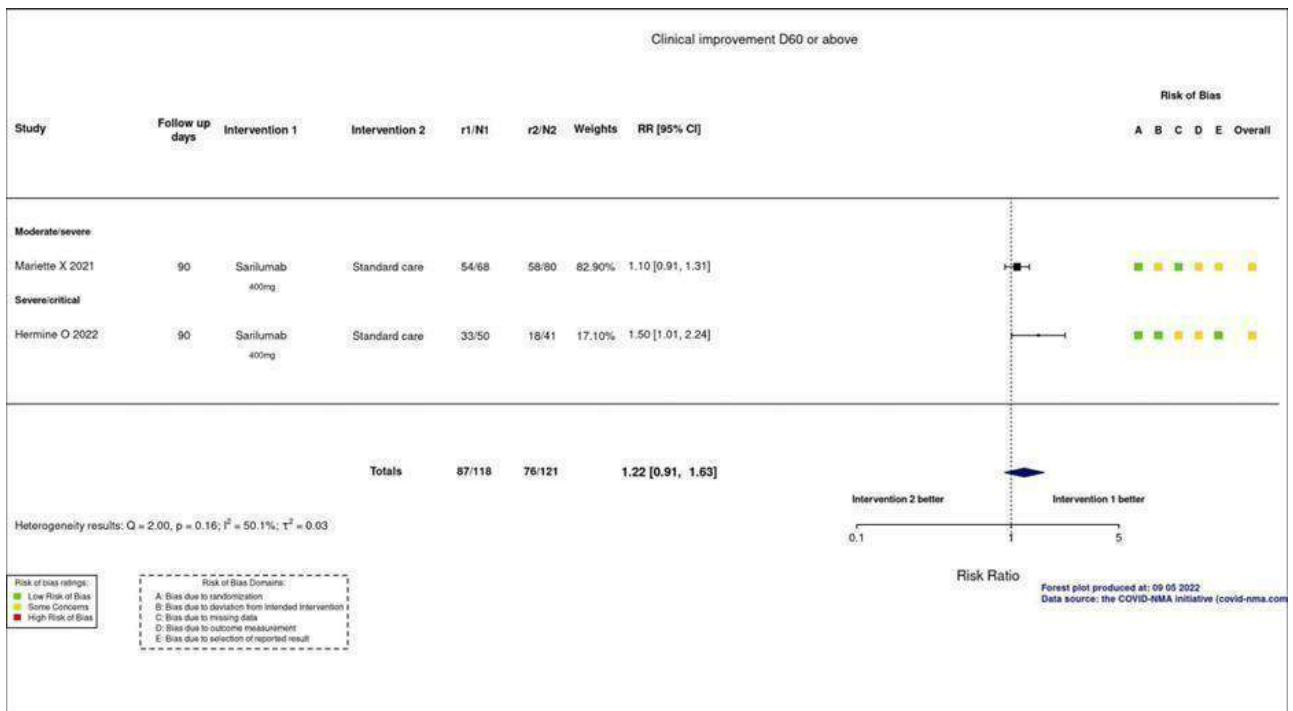 Clinical improvement D60 or above
Risk of Bias
Study Follow up days Intervention 1 Intervention 2 r1/N1 r2/N2 Weights RR [95% CI] A B C D E Overall
Moderate/severe
Mariette X 2021 90 Sarilumab Standard care 54/68 58/80 82.90% 1.10 [0.91, 1.31]
400mg
Severe/critical
Hermine O 2022 90 Sarilumab Standard care 33/50 18/41 17.10% 1.50 [1.01, 2.24]
400mg
Totals 87/118 76/121 1.22 [0.91, 1.63]
Intervention 2 better Intervention 1 better
Heterogeneity results: Q = 2.00, p = 0.16; I² = 50.1%; τ² = 0.03
0.1 1 5
Risk Ratio
Forest plot produced at: 09 05 2022
Data source: the COVID-NMA initiative (covid-nma.com
Risk of bias ratings:
Low Risk of Bias
Some Concerns
High Risk of Bias
Risk of Bias Domains:
A: Bias due to randomization
B: Bias due to deviation from intended intervention
C: Bias due to missing data
D: Bias due to outcome measurement
E: Bias due to selection of reported result